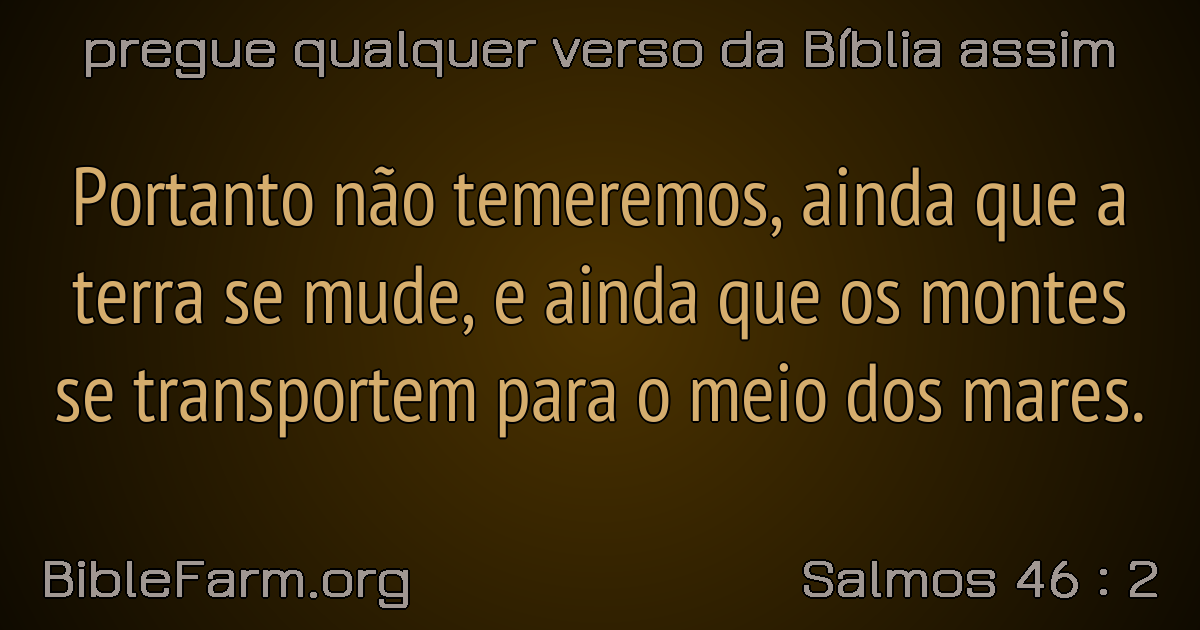 pregue qualquer verso da Bíblia assim
Portanto não temeremos, ainda que a
terra se mude, e ainda que os montes
se transportem para o meio dos mares.
BibleFarm.org
Salmos 46 : 2